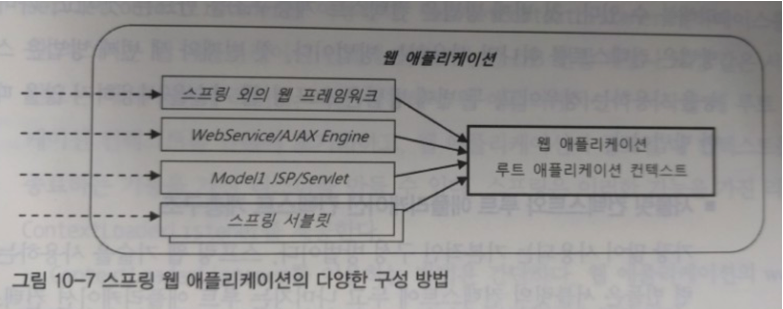 웹 애플리케이션
스프링 외의 웹 프레임워크
WebService/AJAX Engine
Model1 JSP/Servlet
스프링 서블릿
웹 애플리케이션
루트 애플리케이션 컨텍스트
그림 10-7 스프링 웹 애플리케이션의 다양한 구성 방법